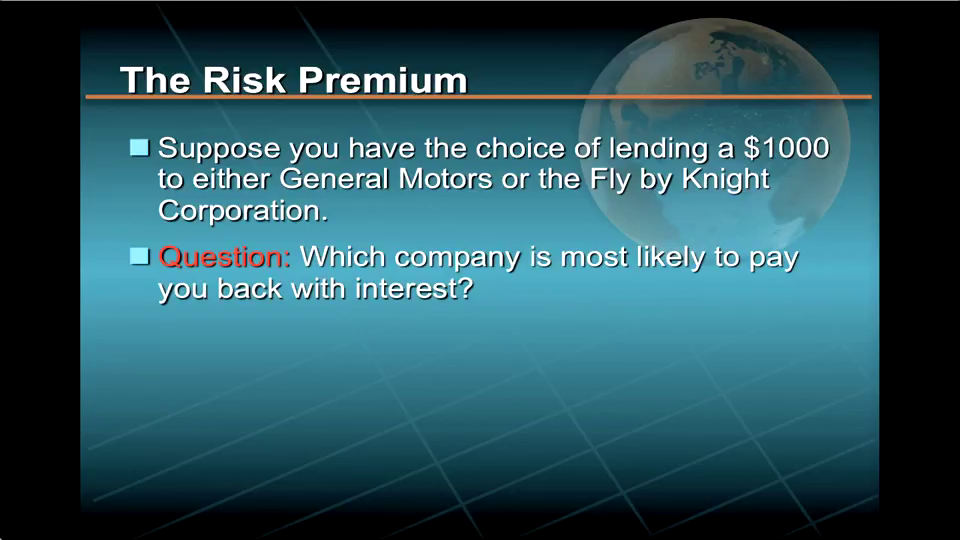 The Risk Premium
Suppose you have the choice of lending a $1000
to either General Motors or the Fly by Knight
Corporation.
Question: Which company is most likely to pay
you back with interest?